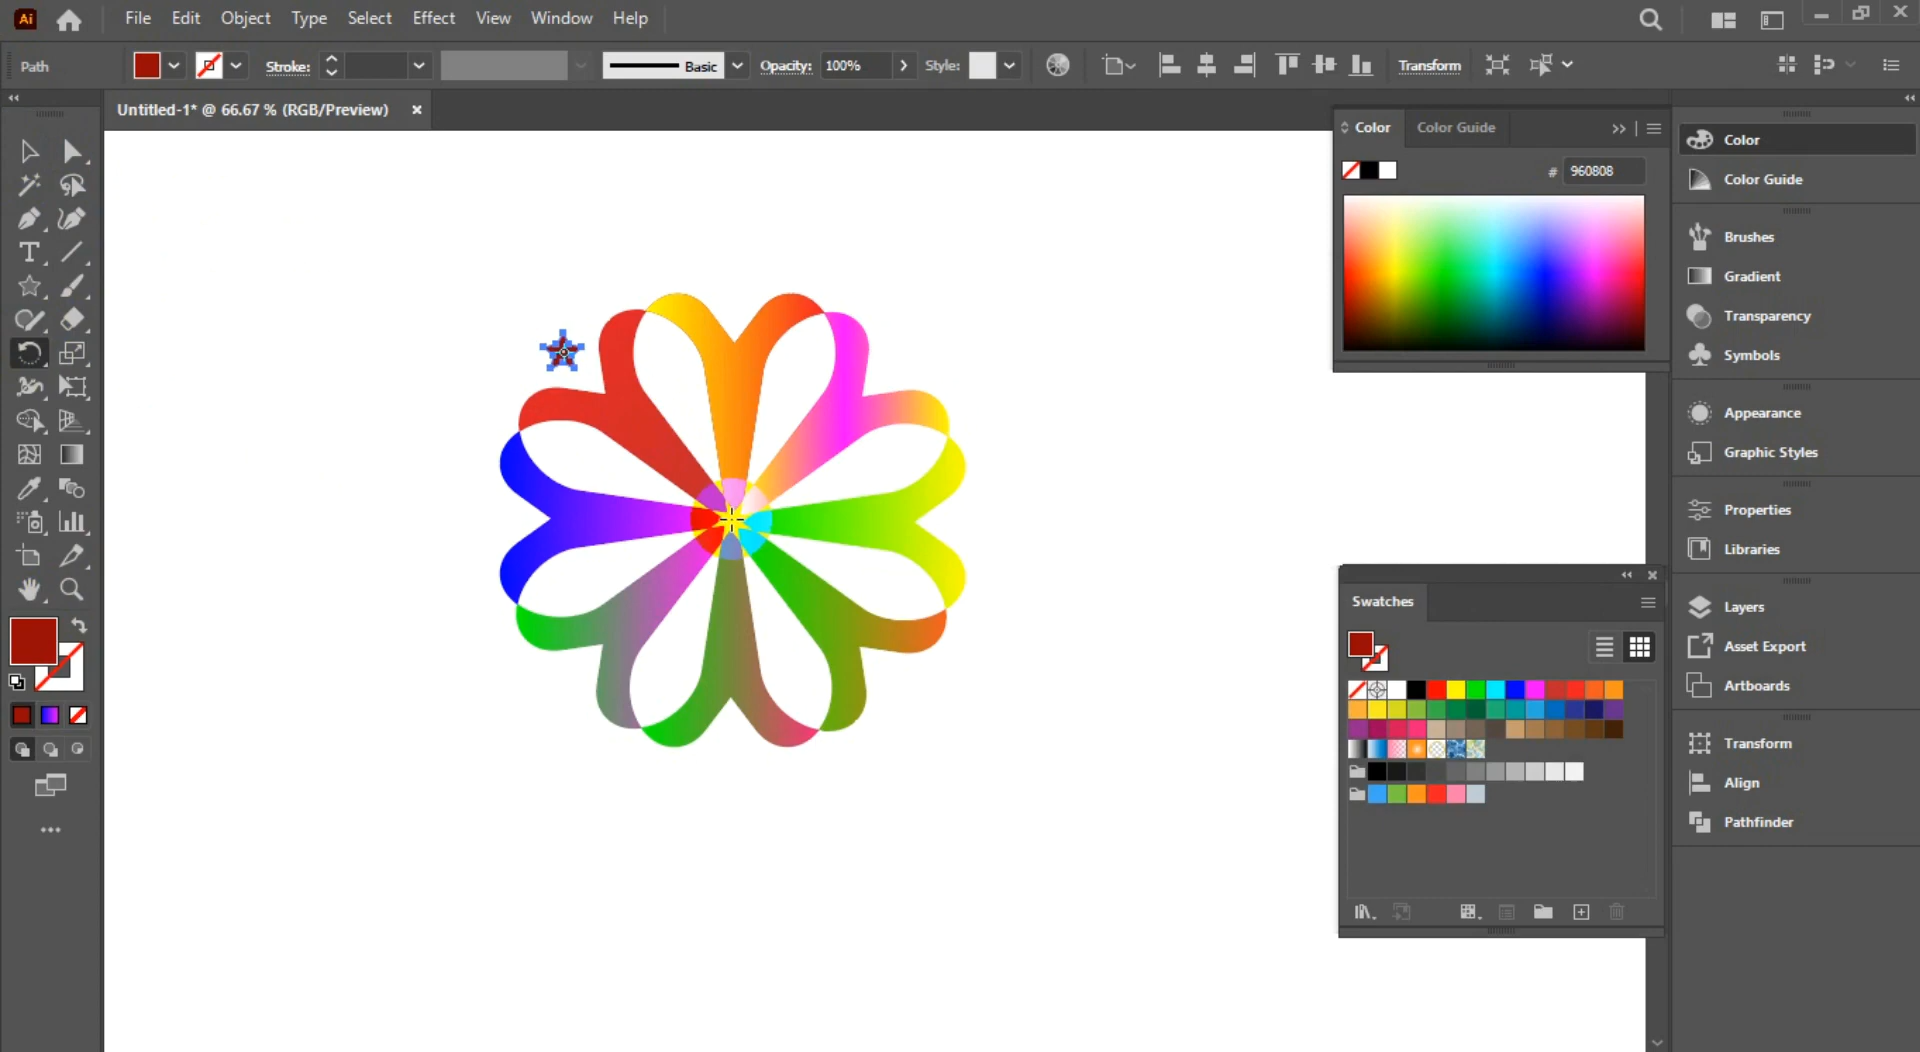 Ai File Edit Object Type Select Effect View Window Help
Path Stroke: Basic Opacity: 100% Style: Transform
Untitled-1* @ 66.67 % (RGB/Preview)
Color Color Guide
# 960808
Swatches
Color
Color Guide
Brushes
Gradient
Transparency
Symbols
Appearance
Graphic Styles
Properties
Libraries
Layers
Asset Export
Artboards
Transform
Align
Pathfinder